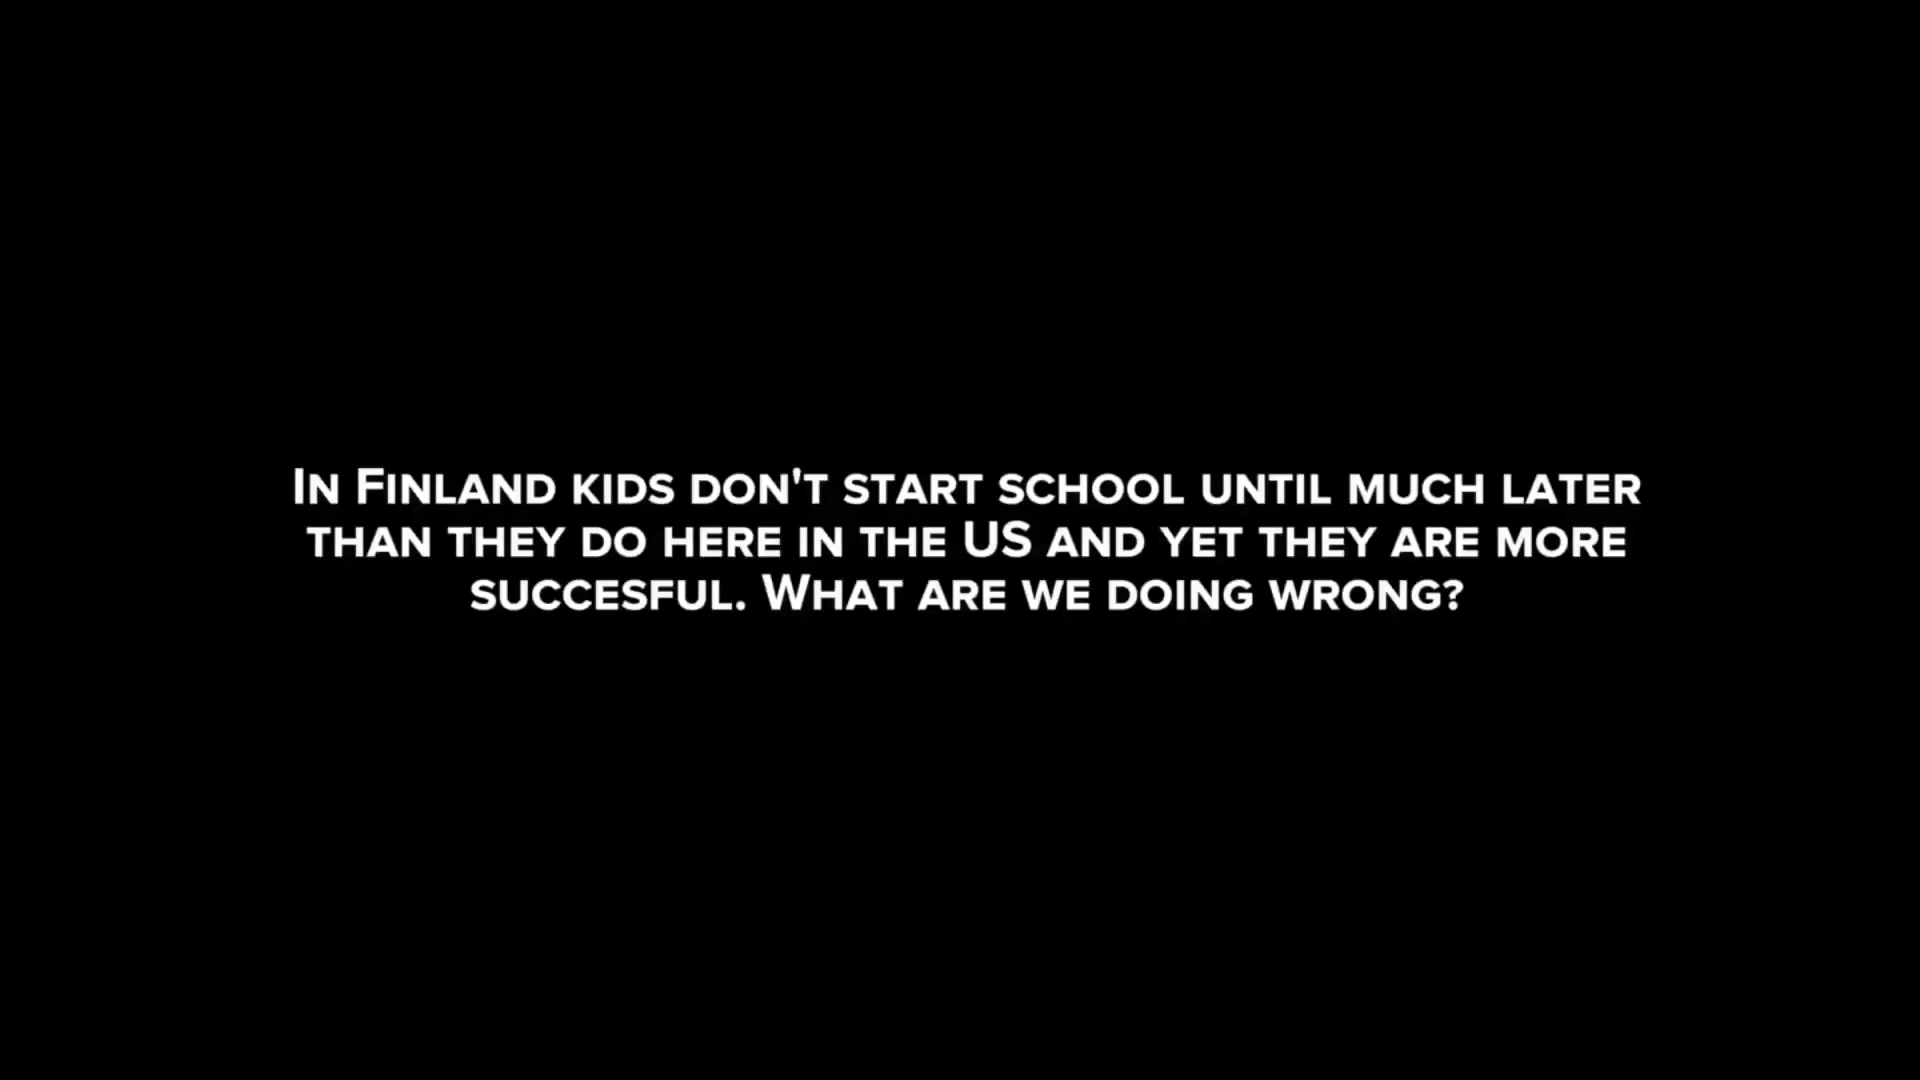 In Finland kids don't start school until much later
than they do here in the US and yet they are more
succesful. What are we doing wrong?